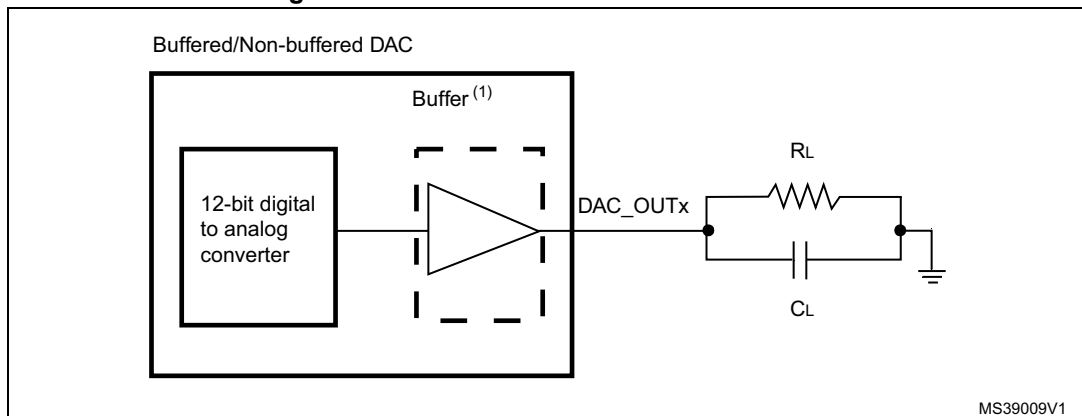 Buffered/Non-buffered DAC
Buffer (1)
12-bit digital
to analog
converter
DAC_OUTx
RL
CL
MS39009V1